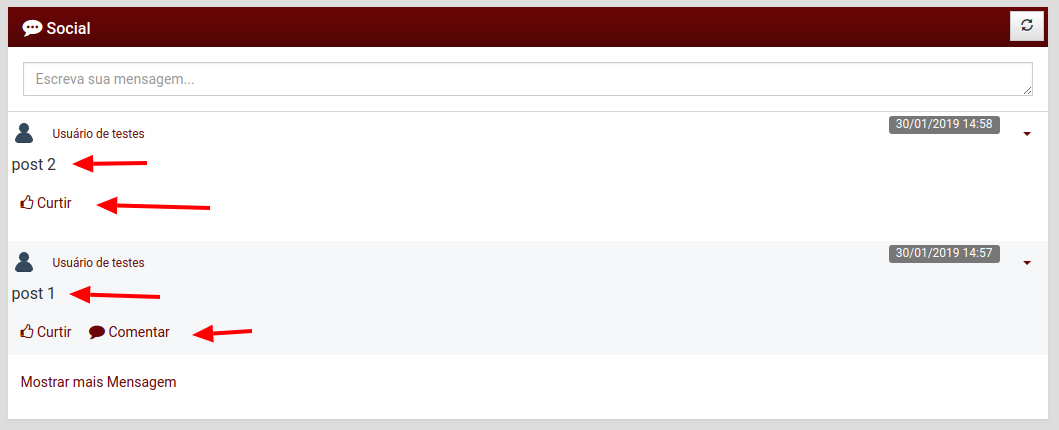 Social
Escreva sua mensagem...
Usuário de testes 30/01/2019 14:58
post 2
Curtir
Usuário de testes 30/01/2019 14:57
post 1
Curtir Comentar
Mostrar mais Mensagem